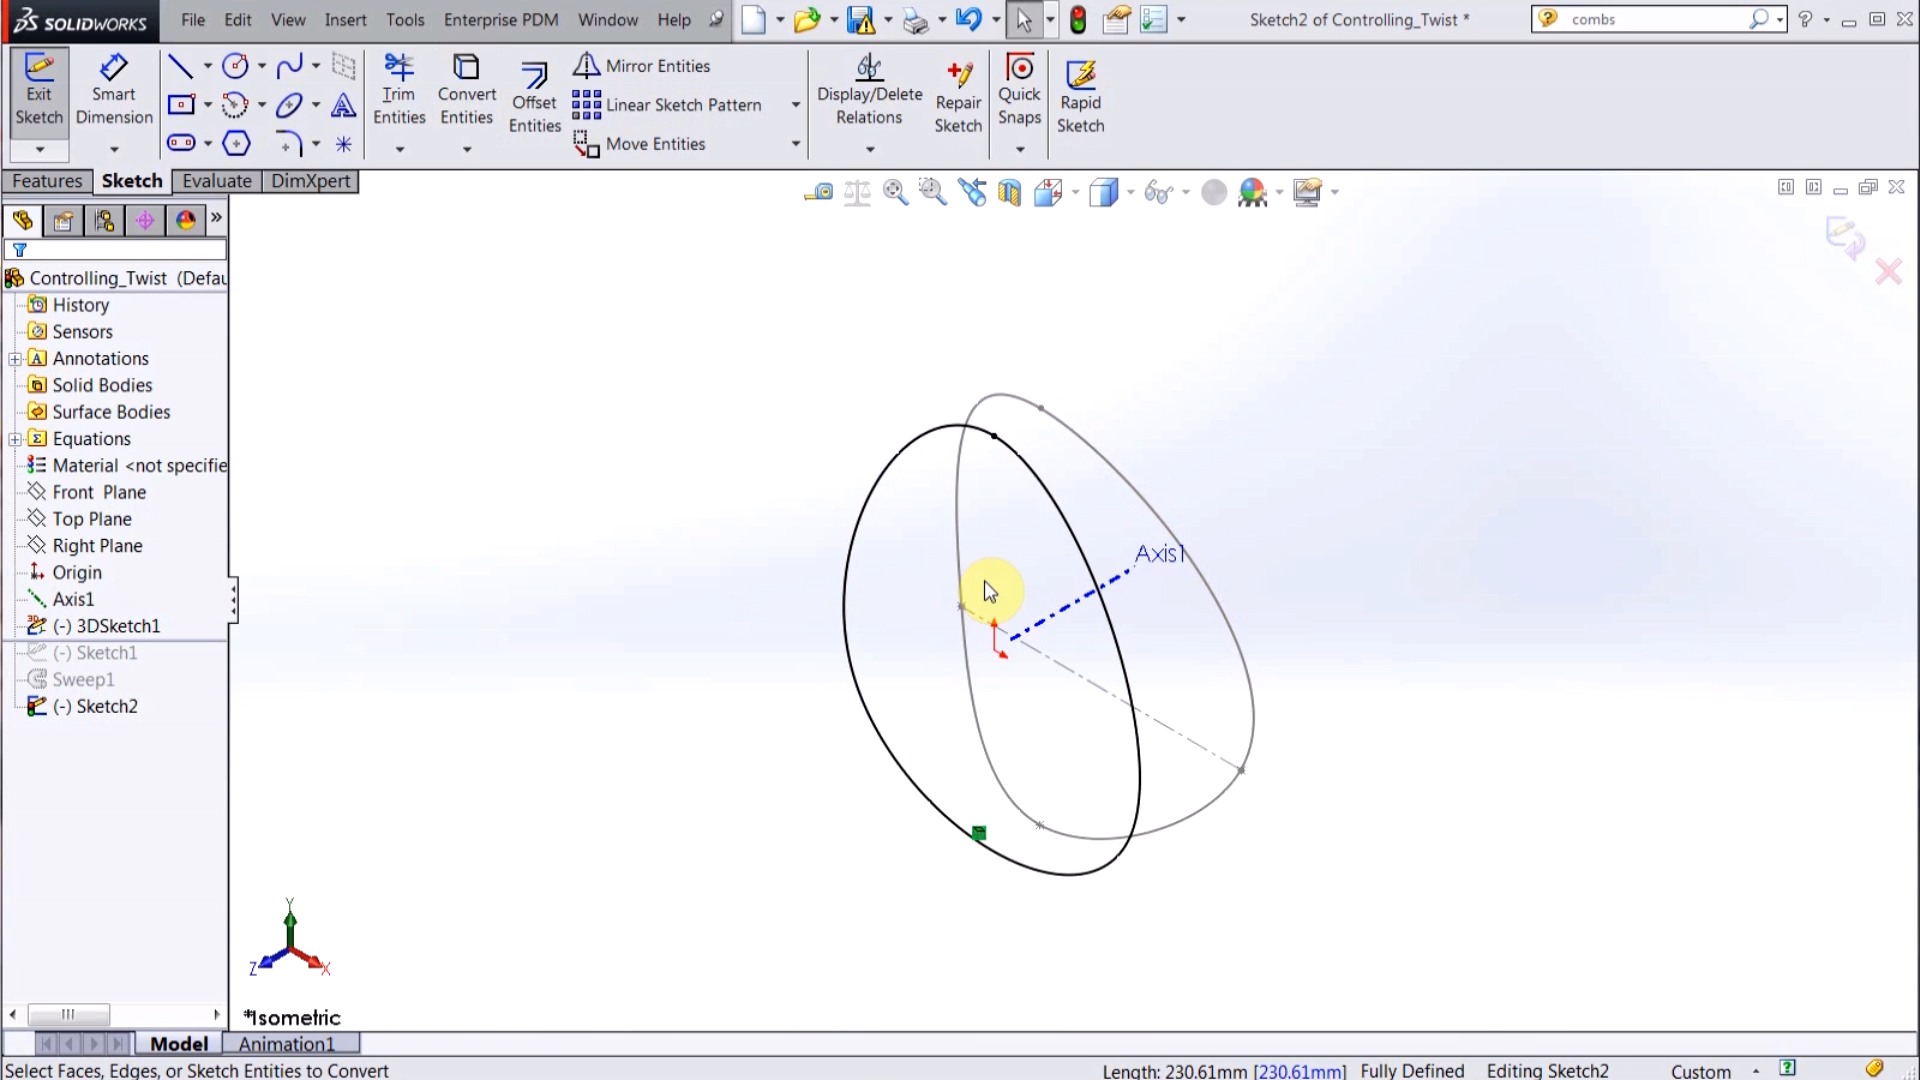 SOLIDWORKS File Edit View Insert Tools Enterprise PDM Window Help Sketch2 of Controlling_Twist * combs ?
Exit Sketch
Smart Dimension
Trim Entities
Convert Entities
Offset Entities
Mirror Entities
Linear Sketch Pattern
Move Entities
Display/Delete Relations
Repair Sketch
Quick Snaps
Rapid Sketch
Features Sketch Evaluate DimXpert
Controlling_Twist (Defau
History
Sensors
Annotations
Solid Bodies
Surface Bodies
Equations
Material <not specifie
Front Plane
Top Plane
Right Plane
Origin
Axis1
(-) 3DSketch1
(-) Sketch1
Sweep1
(-) Sketch2
Axis1
Y
Z
X
*Isometric
Model Animation1
Select Faces, Edges, or Sketch Entities to Convert Length: 230.61mm [230.61mm] Fully Defined Editing Sketch2 Custom